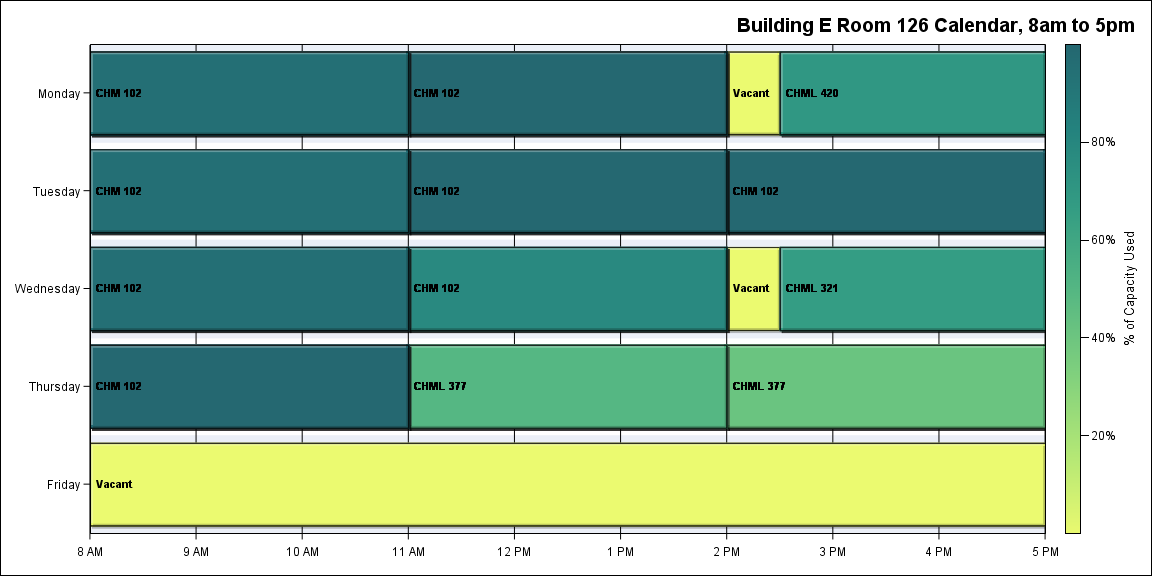 Building E Room 126 Calendar, 8am to 5pm
Monday
CHM 102
CHM 102
Vacant
CHML 420
Tuesday
CHM 102
CHM 102
CHM 102
Wednesday
CHM 102
CHM 102
Vacant
CHML 321
Thursday
CHM 102
CHML 377
CHML 377
Friday
Vacant
8 AM
9 AM
10 AM
11 AM
12 PM
1 PM
2 PM
3 PM
4 PM
5 PM
80%
60%
40%
20%
% of Capacity Used